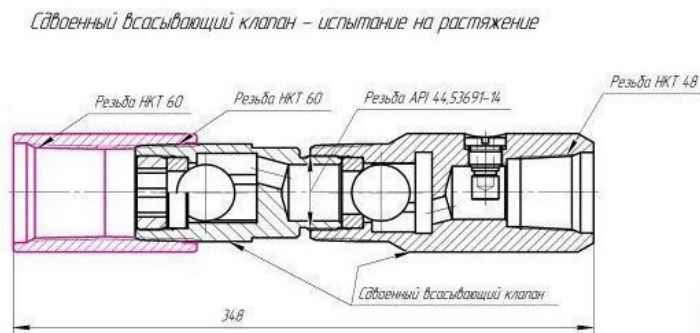 Сдвоенный всасывающий клапан – испытание на растяжение
Резьба НКТ 60
Резьба НКТ 60
Резьба API 44,53691-14
Резьба НКТ 48
Сдвоенный всасывающий клапан
348